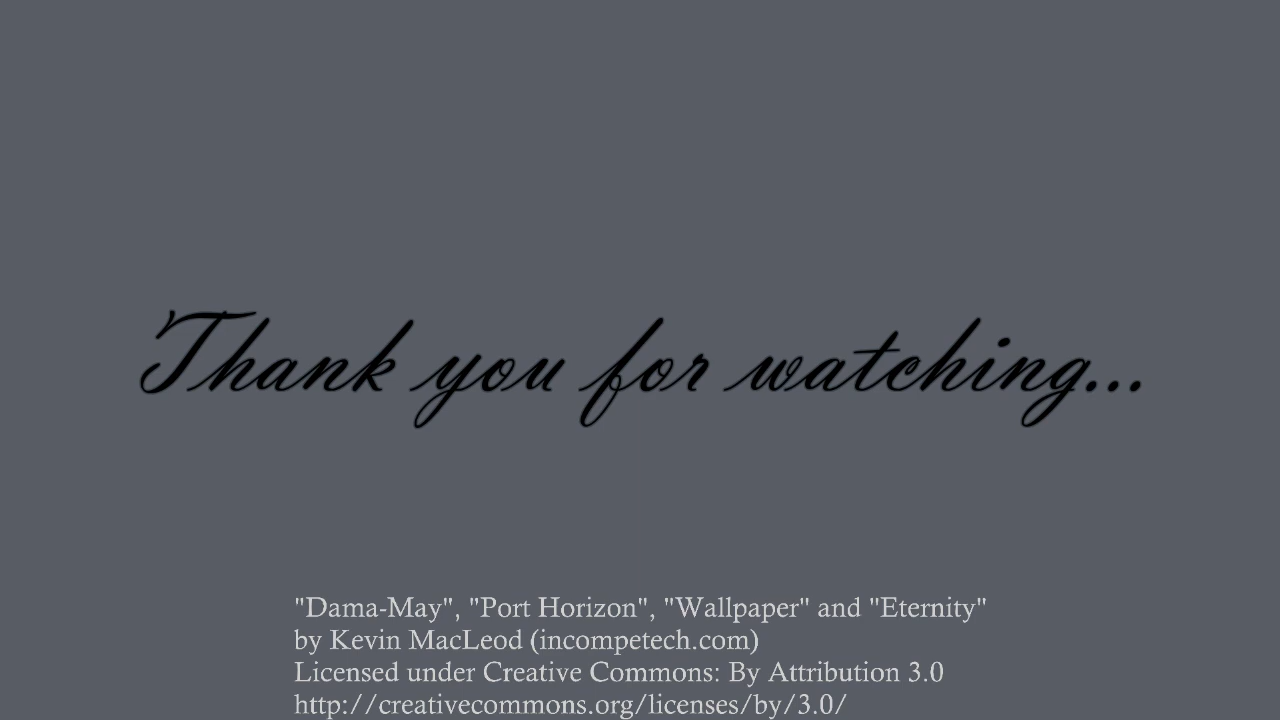 Thank you for watching...
"Dama-May", "Port Horizon", "Wallpaper" and "Eternity"
by Kevin MacLeod (incompetech.com)
Licensed under Creative Commons: By Attribution 3.0
http://creativecommons.org/licenses/by/3.0/